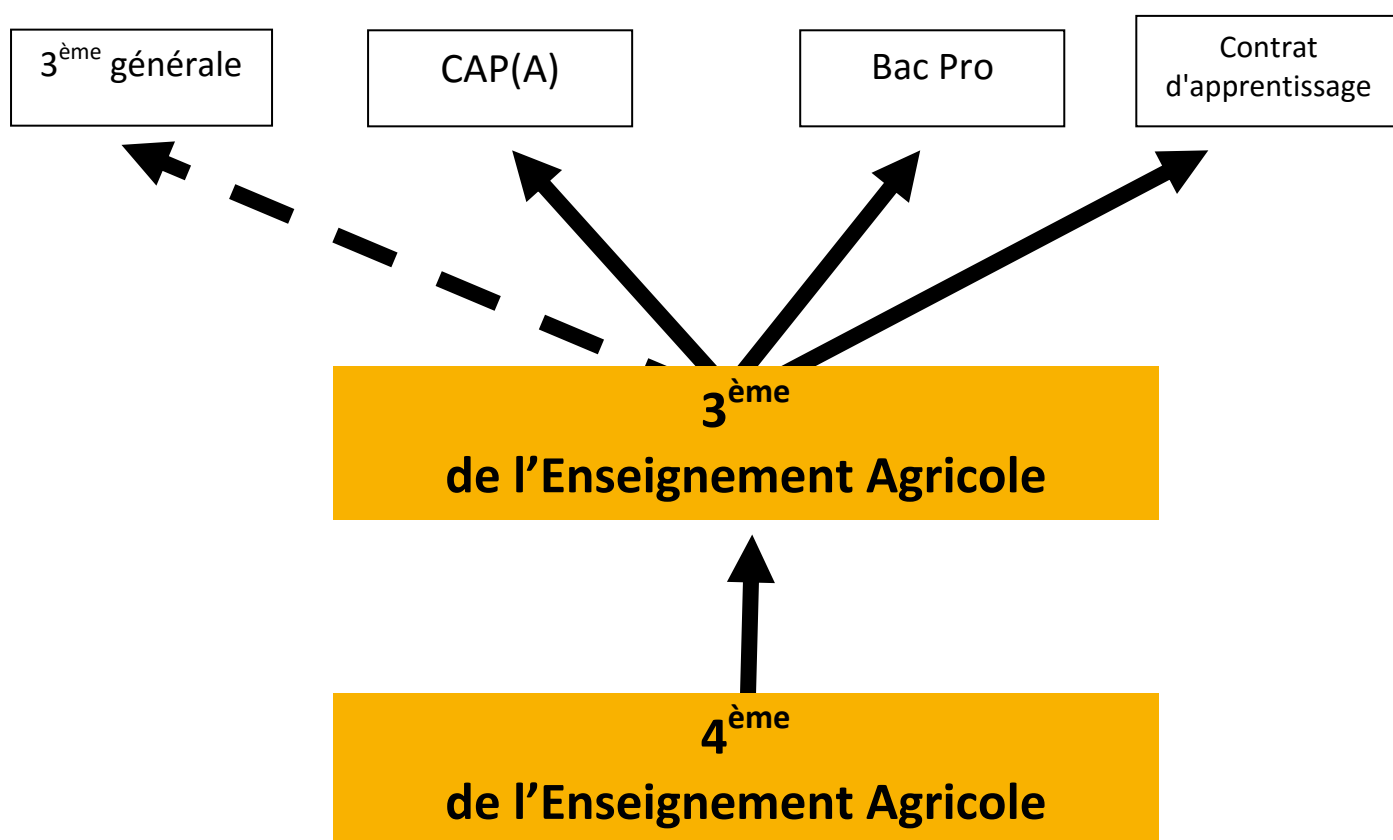 3ème générale
CAP(A)
Bac Pro
Contrat
d'apprentissage
3ème
de l’Enseignement Agricole
4ème
de l’Enseignement Agricole